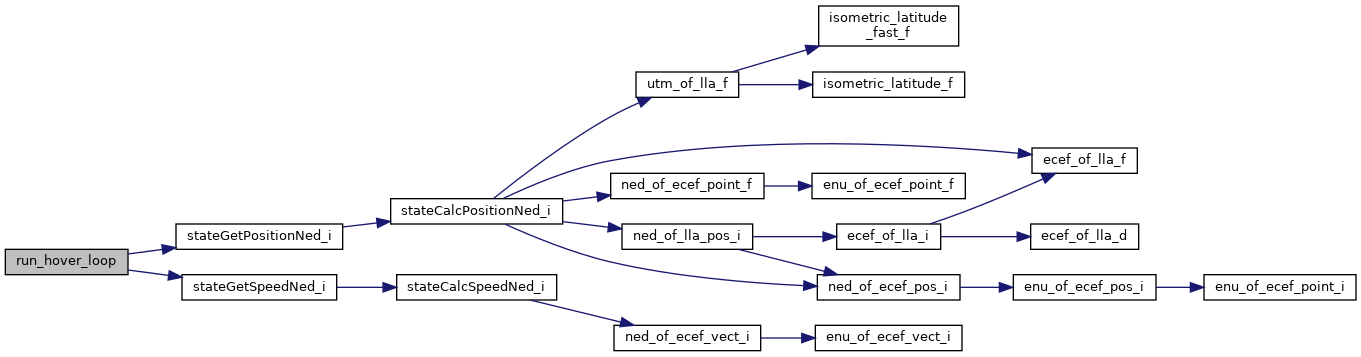 isometric_latitude
_fast_f
utm_of_lla_f
isometric_latitude_f
ecef_of_lla_f
ned_of_ecef_point_f
enu_of_ecef_point_f
stateCalcPositionNed_i
stateGetPositionNed_i
ned_of_lla_pos_i
ecef_of_lla_i
ecef_of_lla_d
run_hover_loop
stateGetSpeedNed_i
stateCalcSpeedNed_i
ned_of_ecef_pos_i
enu_of_ecef_pos_i
enu_of_ecef_point_i
ned_of_ecef_vect_i
enu_of_ecef_vect_i